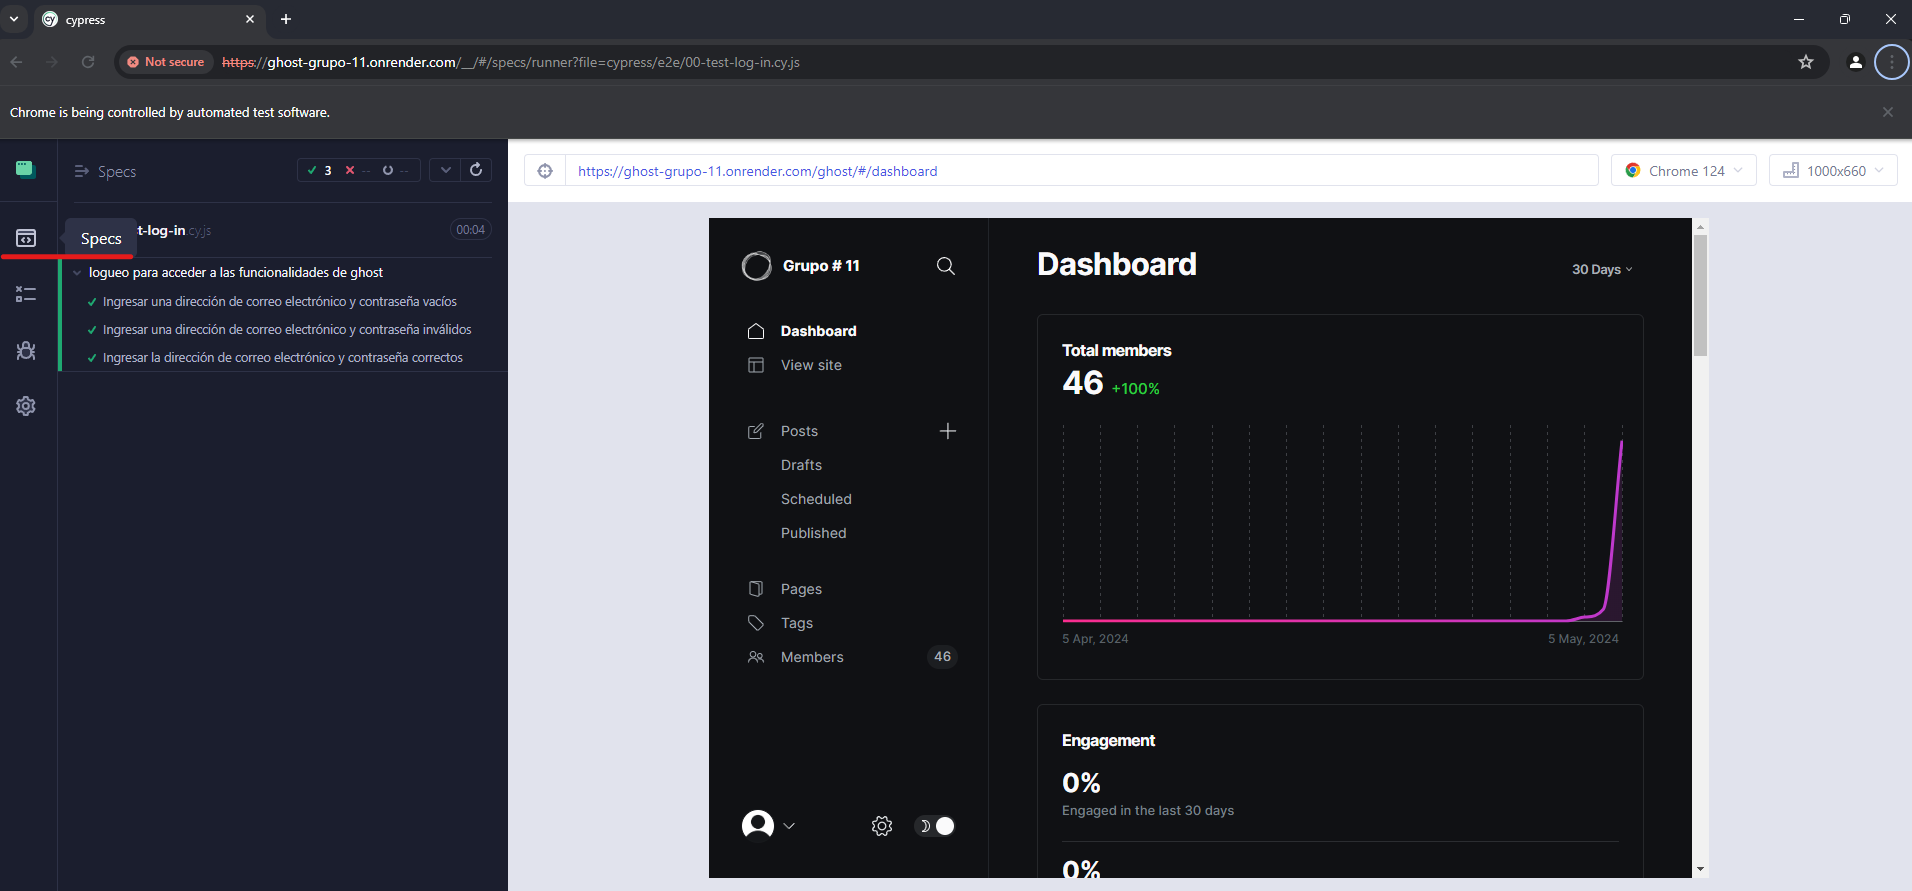 cypress
Not secure https://ghost-grupo-11.onrender.com/__/#/specs/runner?file=cypress/e2e/00-test-log-in.cy.js
Chrome is being controlled by automated test software.
Specs
3 -- --
Specs
t-log-in.cy.js 00:04
logueo para acceder a las funcionalidades de ghost
Ingresar una dirección de correo electrónico y contraseña vacíos
Ingresar una dirección de correo electrónico y contraseña inválidos
Ingresar la dirección de correo electrónico y contraseña correctos
https://ghost-grupo-11.onrender.com/ghost/#/dashboard
Chrome 124
1000x660
Grupo # 11
Dashboard
View site
Posts
Drafts
Scheduled
Published
Pages
Tags
Members 46
Dashboard
30 Days
Total members
46 +100%
5 Apr, 2024 5 May, 2024
Engagement
0%
Engaged in the last 30 days
0%